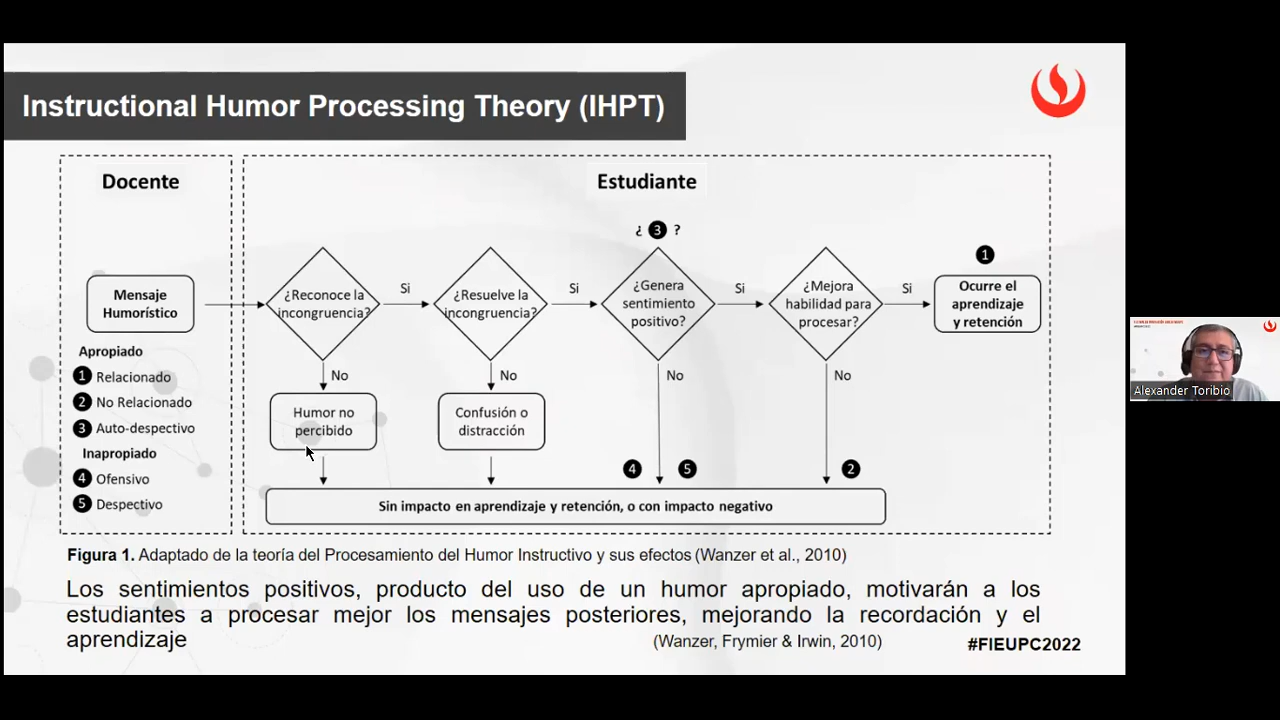 Instructional Humor Processing Theory (IHPT)
Docente
Estudiante
¿ 3 ?
1
Mensaje
Humorístico
¿Reconoce la
incongruencia?
Si
¿Resuelve la
incongruencia?
Si
¿Genera
sentimiento
positivo?
Si
¿Mejora
habilidad para
procesar?
Si
Ocurre el
aprendizaje
y retención
Apropiado
1 Relacionado
2 No Relacionado
3 Auto-despectivo
Inapropiado
4 Ofensivo
5 Despectivo
No
No
No
No
Humor no
percibido
Confusión o
distracción
4
5
2
Sin impacto en aprendizaje y retención, o con impacto negativo
Figura 1. Adaptado de la teoría del Procesamiento del Humor Instructivo y sus efectos (Wanzer et al., 2010)
Los sentimientos positivos, producto del uso de un humor apropiado, motivarán a los
estudiantes a procesar mejor los mensajes posteriores, mejorando la recordación y el
aprendizaje
(Wanzer, Frymier & Irwin, 2010)
#FIEUPC2022
Alexander Toribio